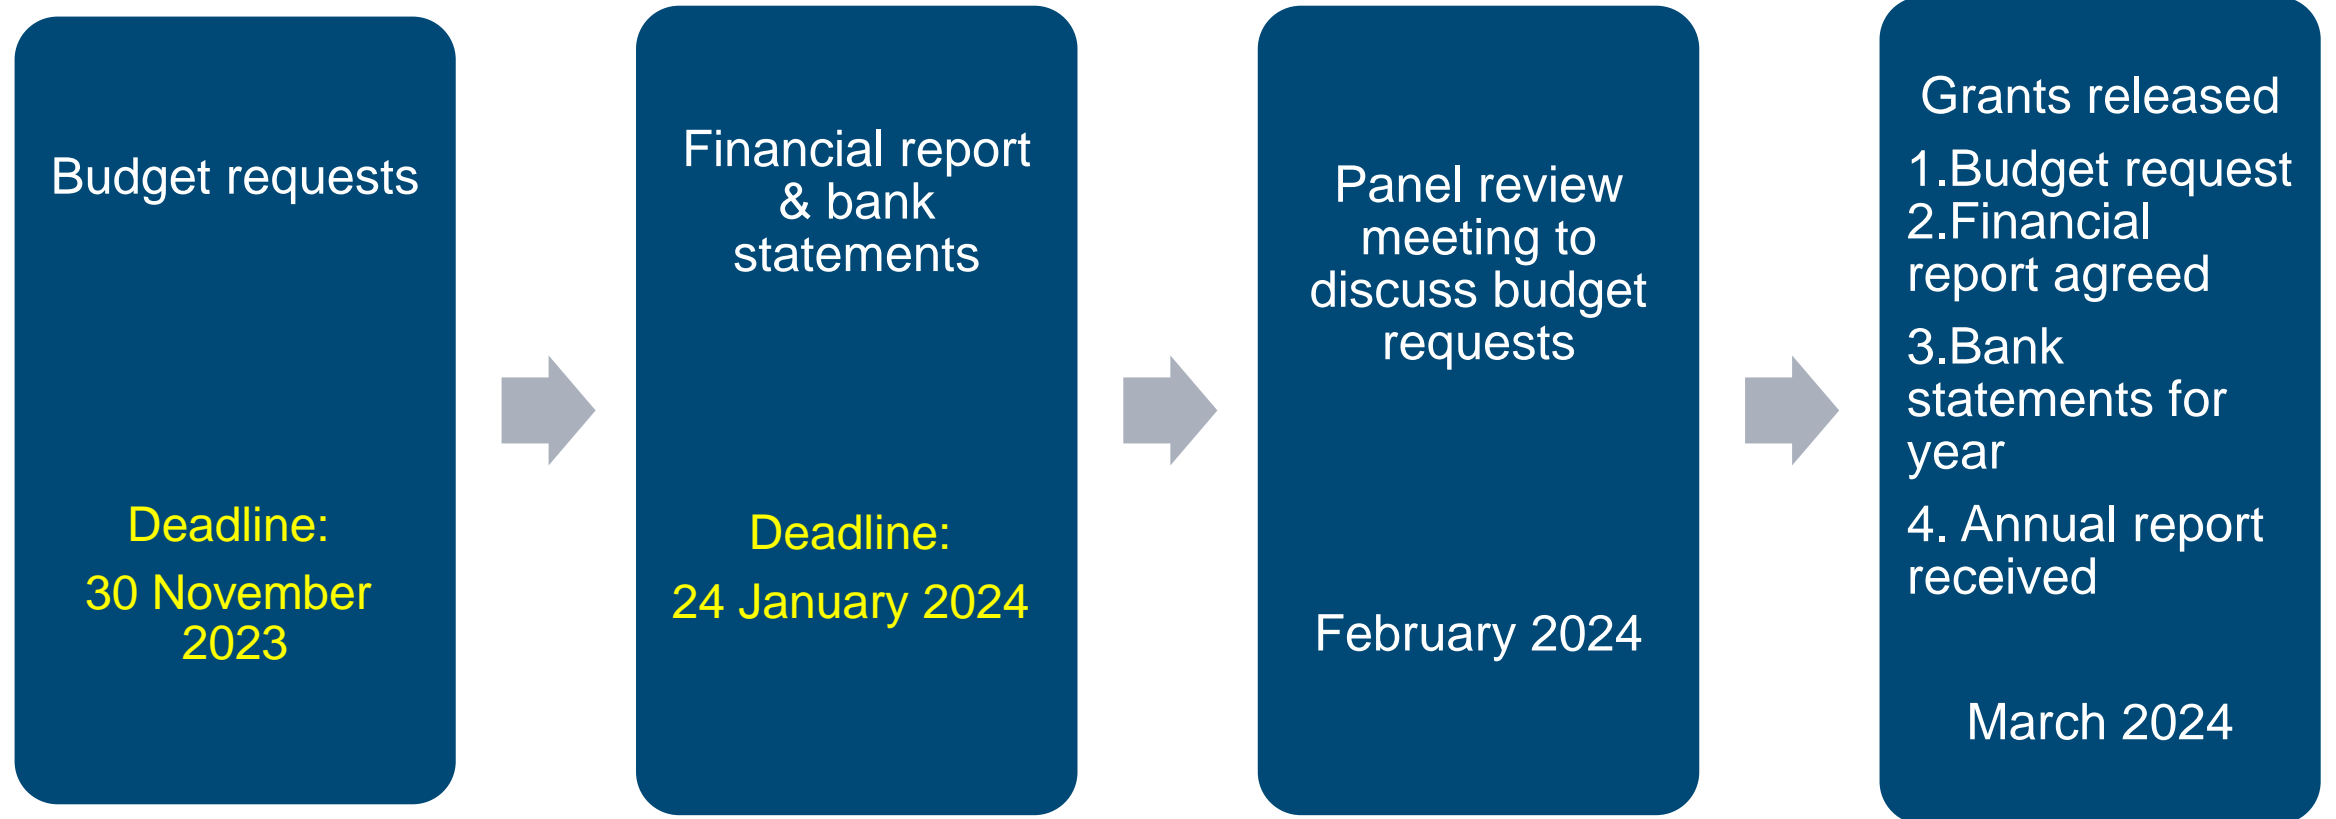 Budget requests
Deadline:
30 November
2023
Financial report
& bank
statements
Deadline:
24 January 2024
Panel review
meeting to
discuss budget
requests
February 2024
Grants released
1.Budget request
2.Financial
report agreed
3.Bank
statements for
year
4. Annual report
received
March 2024